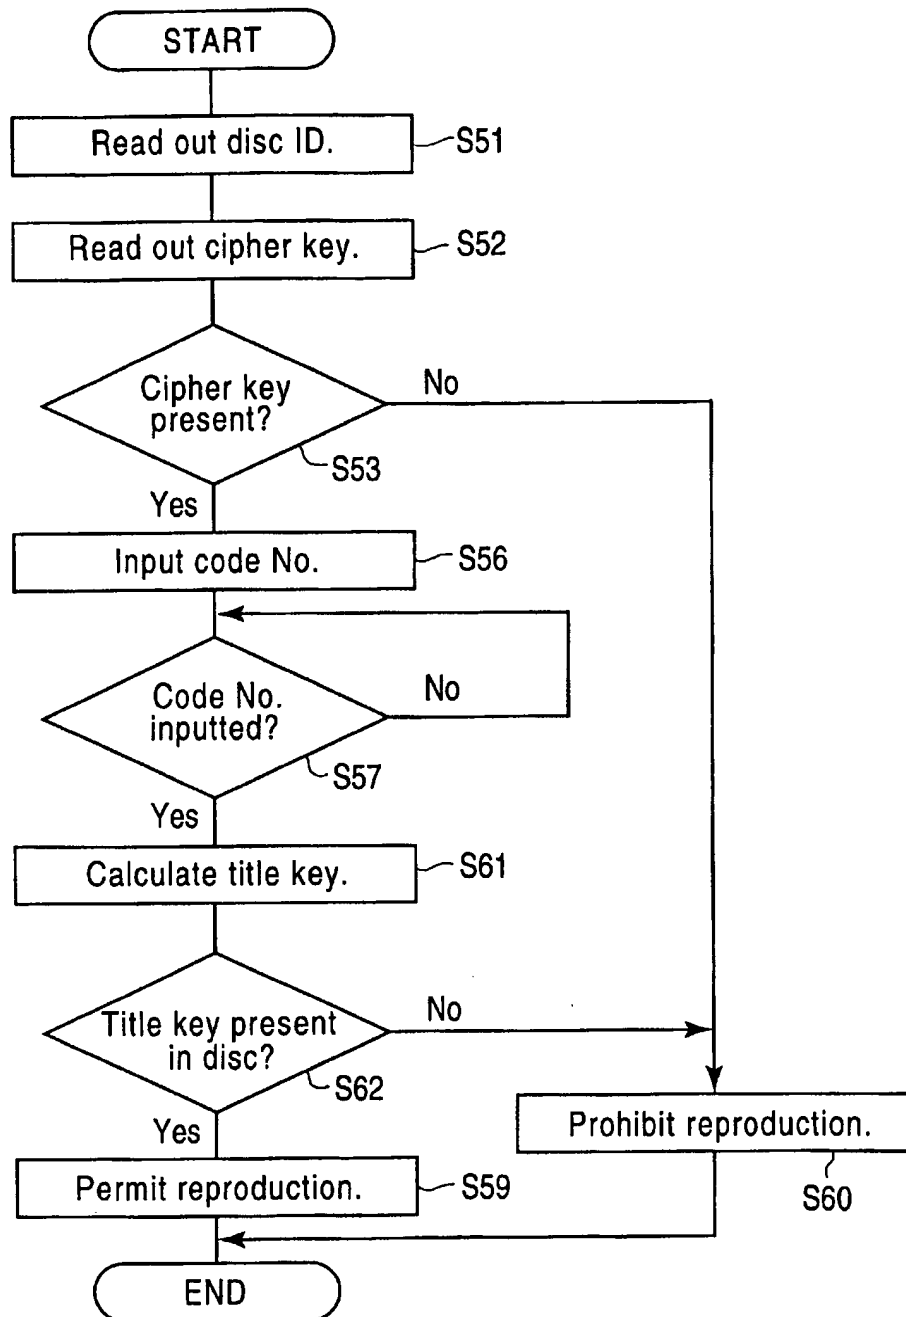 START
Read out disc ID.
S51
Read out cipher key.
S52
Cipher key
present?
No
S53
Yes
Input code No.
S56
Code No.
inputted?
No
S57
Yes
Calculate title key.
S61
Title key present
in disc?
No
S62
Yes
Prohibit reproduction.
S60
Permit reproduction.
S59
END